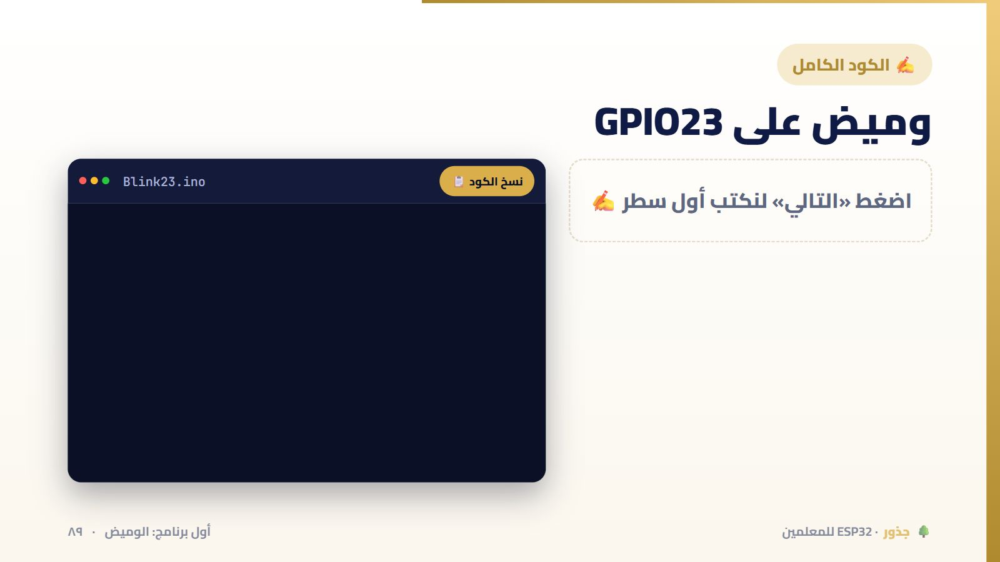 ✍️ الكود الكامل
وميض على GPIO23
اضغط «التالي» لنكتب أول سطر ✍️
Blink23.ino
نسخ الكود 📋
🌳 جذور · ESP32 للمعلمين
أول برنامج: الوميض · ٨٩